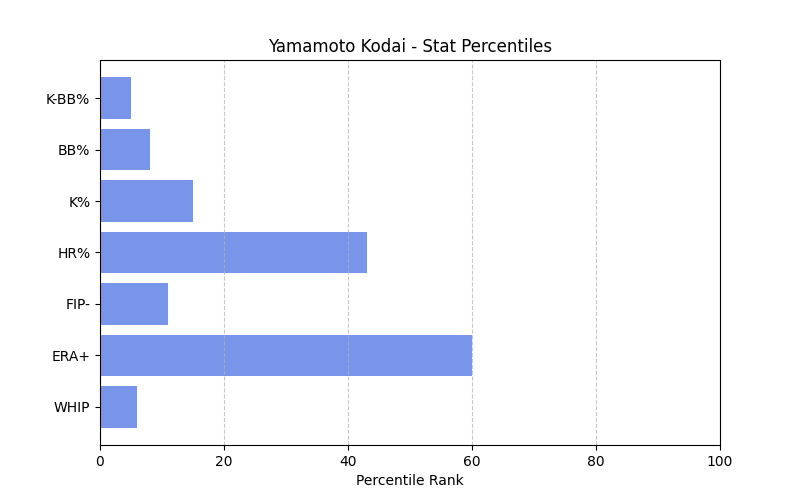 Yamamoto Kodai - Stat Percentiles
K-BB%
BB%
K%
HR%
FIP-
ERA+
WHIP
0 20 40 60 80 100
Percentile Rank